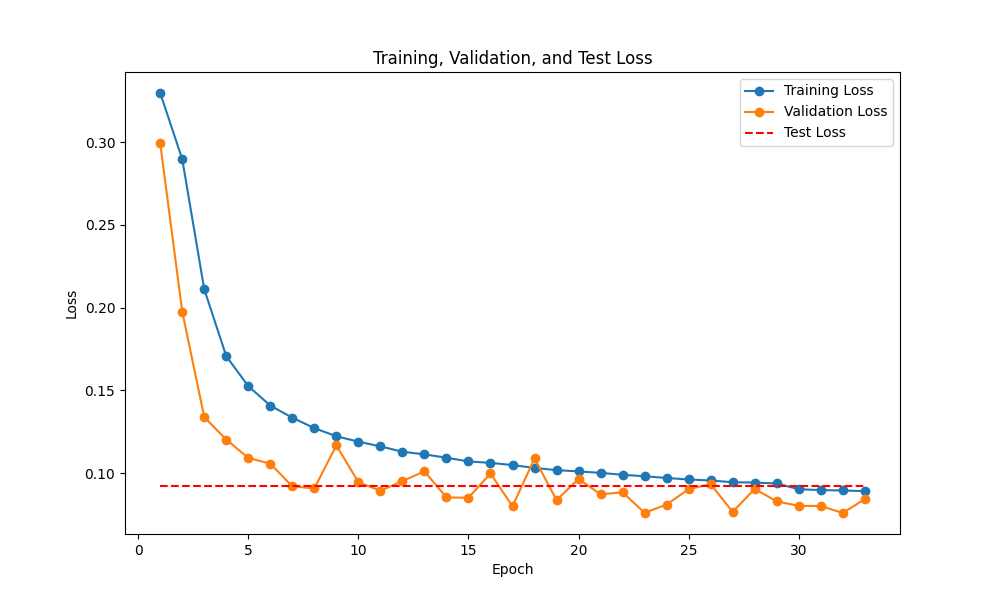 Training, Validation, and Test Loss
Training Loss
Validation Loss
Test Loss
Loss
0.30
0.25
0.20
0.15
0.10
0
5
10
15
20
25
30
Epoch